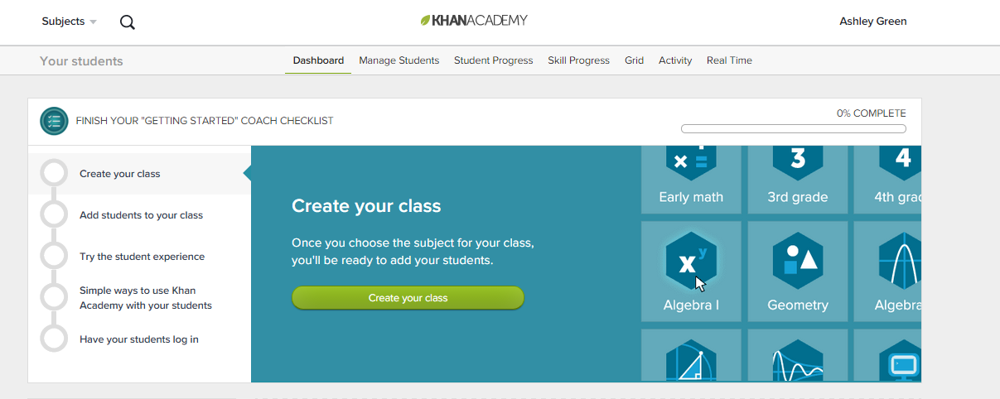 Subjects
KHANACADEMY
Ashley Green
Your students
Dashboard
Manage Students
Student Progress
Skill Progress
Grid
Activity
Real Time
FINISH YOUR "GETTING STARTED" COACH CHECKLIST
0% COMPLETE
Create your class
Add students to your class
Try the student experience
Simple ways to use Khan
Academy with your students
Have your students log in
Create your class
Once you choose the subject for your class,
you'll be ready to add your students.
Create your class
x =
3
4
Early math
3rd grade
4th grad
x y
Algebra I
Geometry
Algebra